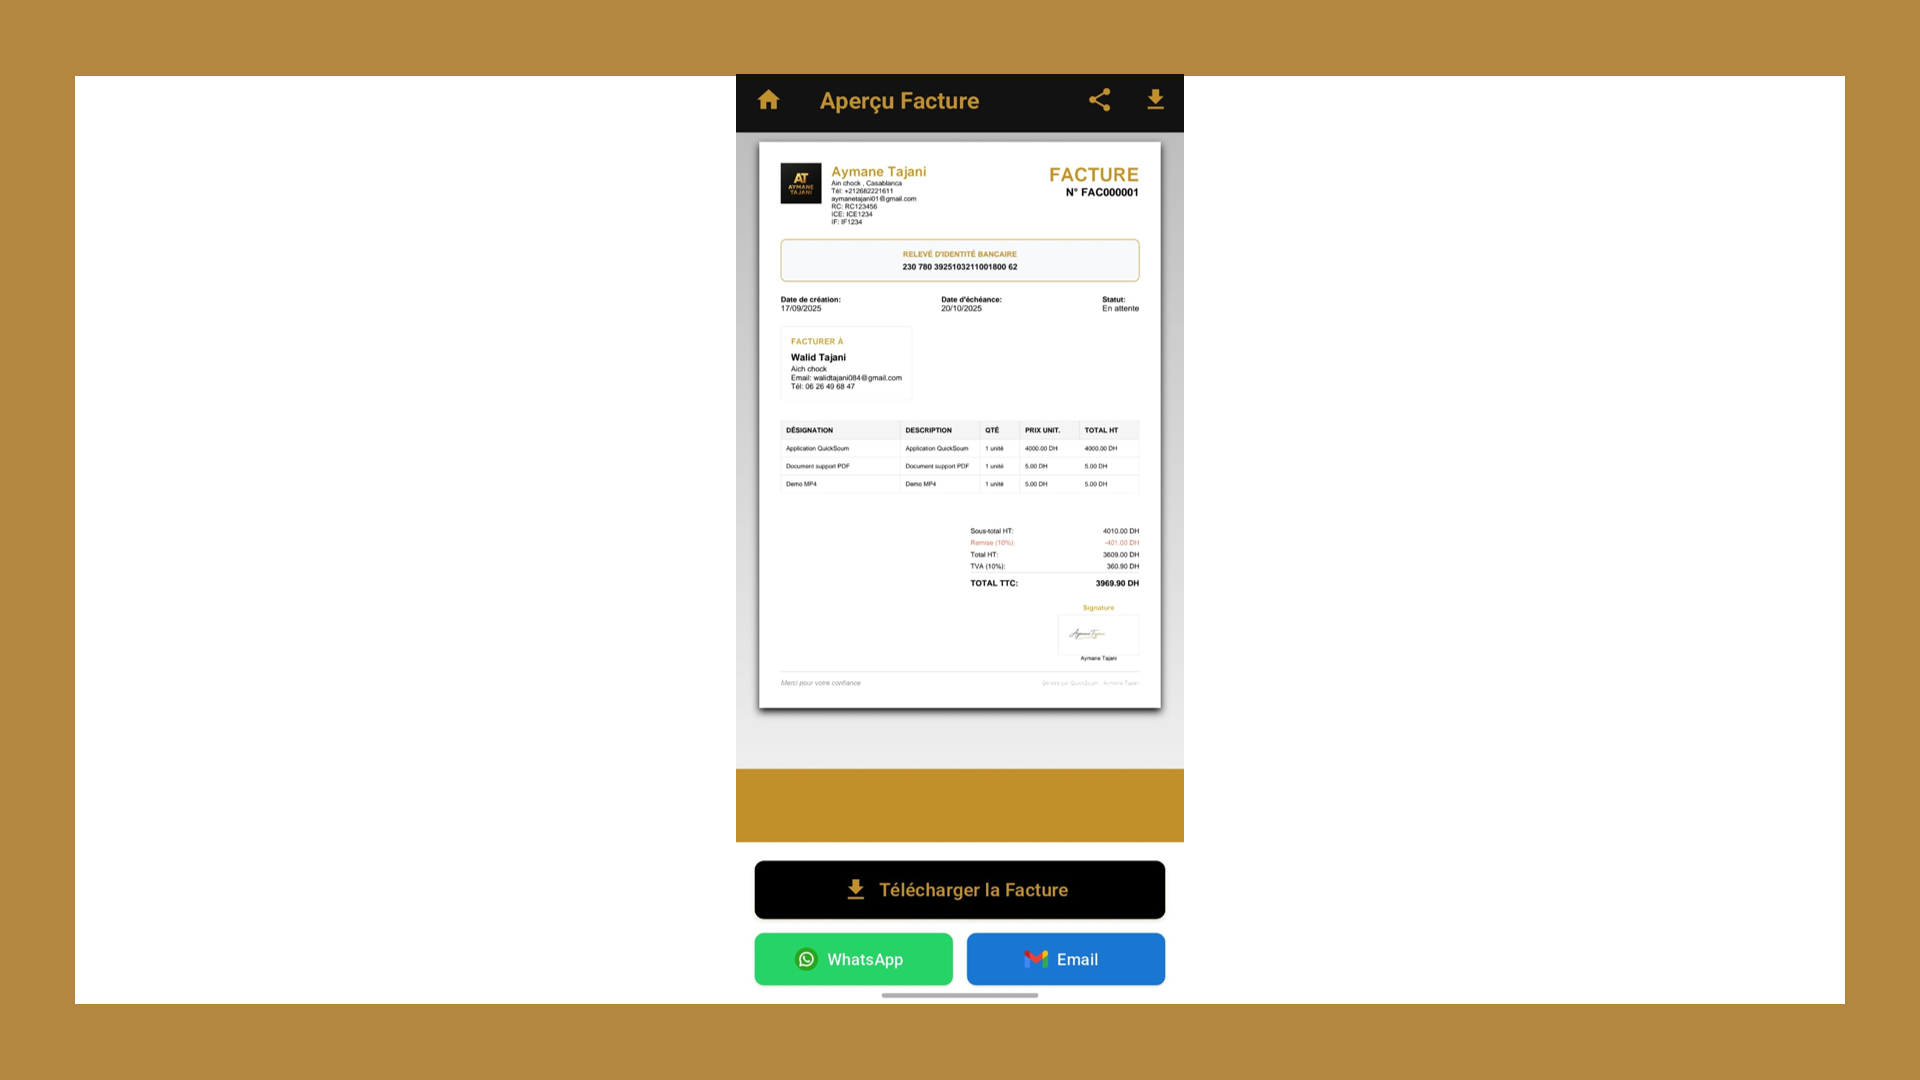 Aperçu Facture
AT
AYMANE
TAJANI
Aymane Tajani
Ain chock , Casablanca
Tél: +212682221611
aymanetajani01@gmail.com
RC: RC123456
ICE: ICE1234
IF: IF1234
FACTURE
N° FAC000001
RELEVÉ D'IDENTITÉ BANCAIRE
230 780 3925103211001800 62
Date de création:
17/09/2025
Date d'échéance:
20/10/2025
Statut:
En attente
FACTURER À
Walid Tajani
Aich chock
Email: walidtajani084@gmail.com
Tél: 06 26 49 68 47
DÉSIGNATION DESCRIPTION QTÉ PRIX UNIT. TOTAL HT
Application QuickSoum Application QuickSoum 1 unité 4000.00 DH 4000.00 DH
Document support PDF Document support PDF 1 unité 5.00 DH 5.00 DH
Demo MP4 Demo MP4 1 unité 5.00 DH 5.00 DH
Sous-total HT: 4010.00 DH
Remise (10%): -401.00 DH
Total HT: 3609.00 DH
TVA (10%): 360.90 DH
TOTAL TTC: 3969.90 DH
Signature
Aymane Tajani
Aymane Tajani
Merci pour votre confiance
QuickSoum - Aymane Tajani
Télécharger la Facture
WhatsApp
Email